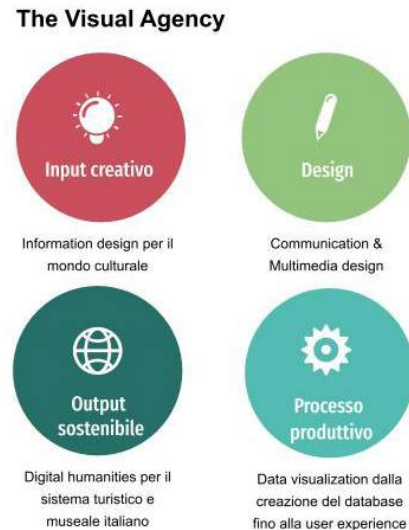 The Visual Agency
Input creativo
Information design per il
mondo culturale
Design
Communication &
Multimedia design
Output
sostenibile
Digital humanities per il
sistema turistico e
museale italiano
Processo
produttivo
Data visualization dalla
creazione del database
fino alla user experience